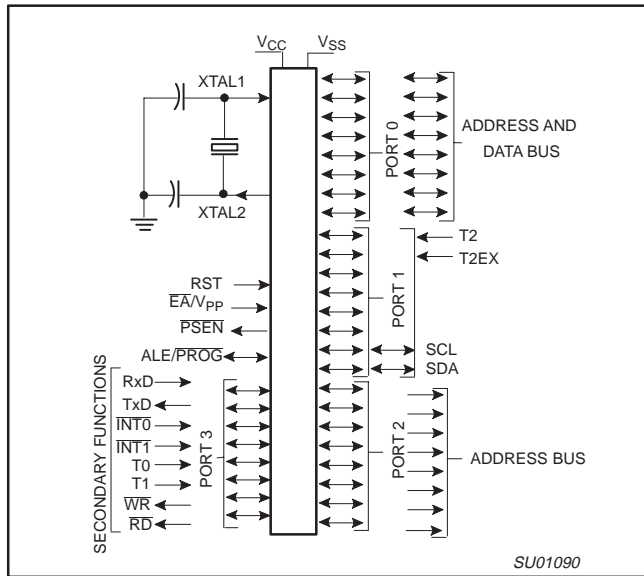 VCC
VSS
XTAL1
XTAL2
PORT 0
ADDRESS AND
DATA BUS
T2
T2EX
PORT 1
SCL
SDA
RST
EA/VPP
PSEN
ALE/PROG
SECONDARY FUNCTIONS
RxD
TxD
INT0
INT1
T0
T1
WR
RD
PORT 3
PORT 2
ADDRESS BUS
SU01090